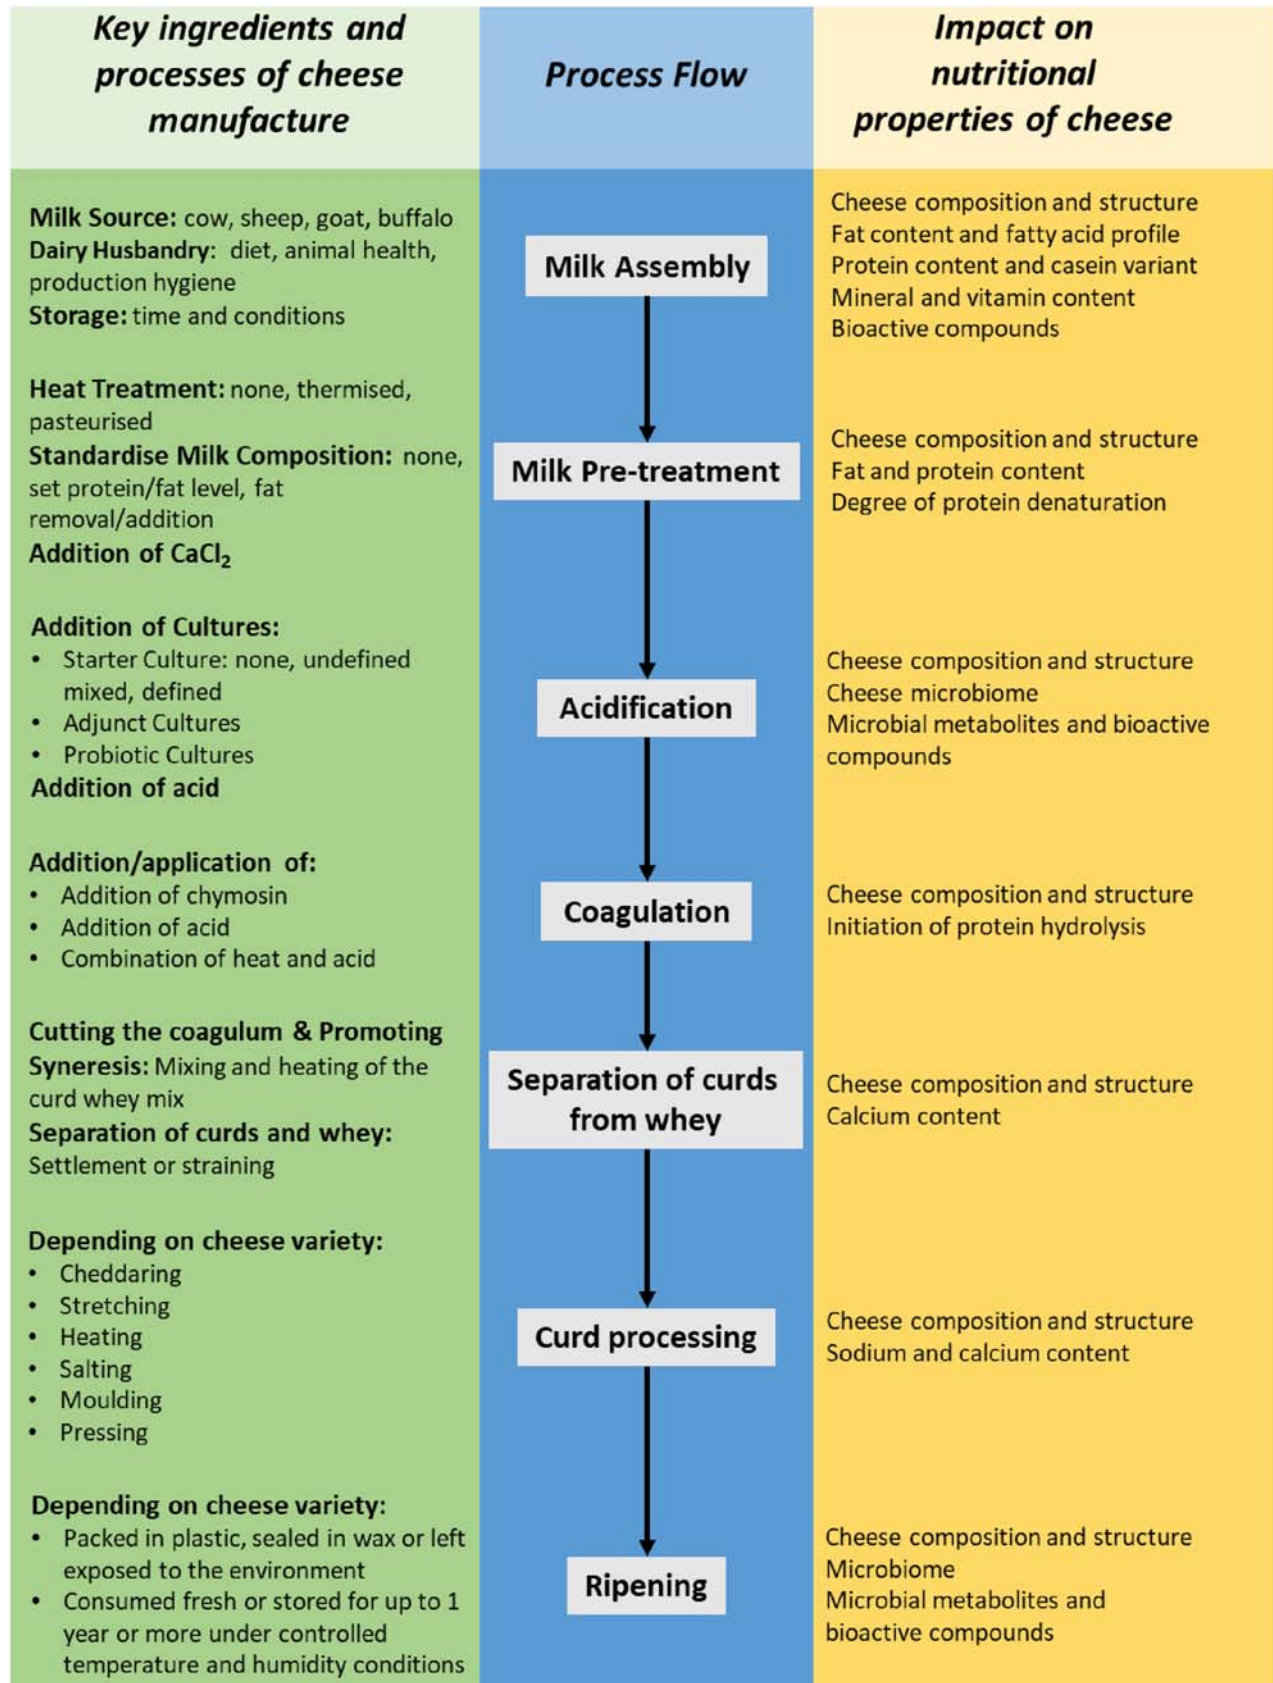 Key ingredients and
processes of cheese
manufacture
Process Flow
Impact on
nutritional
properties of cheese
Milk Source: cow, sheep, goat, buffalo
Dairy Husbandry: diet, animal health,
production hygiene
Storage: time and conditions
Milk Assembly
Cheese composition and structure
Fat content and fatty acid profile
Protein content and casein variant
Mineral and vitamin content
Bioactive compounds
Heat Treatment: none, thermised,
pasteurised
Standardise Milk Composition: none,
set protein/fat level, fat
removal/addition
Addition of CaCl₂
Milk Pre-treatment
Cheese composition and structure
Fat and protein content
Degree of protein denaturation
Addition of Cultures:
• Starter Culture: none, undefined
mixed, defined
• Adjunct Cultures
• Probiotic Cultures
Addition of acid
Acidification
Cheese composition and structure
Cheese microbiome
Microbial metabolites and bioactive
compounds
Addition/application of:
• Addition of chymosin
• Addition of acid
• Combination of heat and acid
Coagulation
Cheese composition and structure
Initiation of protein hydrolysis
Cutting the coagulum & Promoting
Syneresis: Mixing and heating of the
curd whey mix
Separation of curds and whey:
Settlement or straining
Separation of curds
from whey
Cheese composition and structure
Calcium content
Depending on cheese variety:
• Cheddaring
• Stretching
• Heating
• Salting
• Moulding
• Pressing
Curd processing
Cheese composition and structure
Sodium and calcium content
Depending on cheese variety:
• Packed in plastic, sealed in wax or left
exposed to the environment
• Consumed fresh or stored for up to 1
year or more under controlled
temperature and humidity conditions
Ripening
Cheese composition and structure
Microbiome
Microbial metabolites and
bioactive compounds